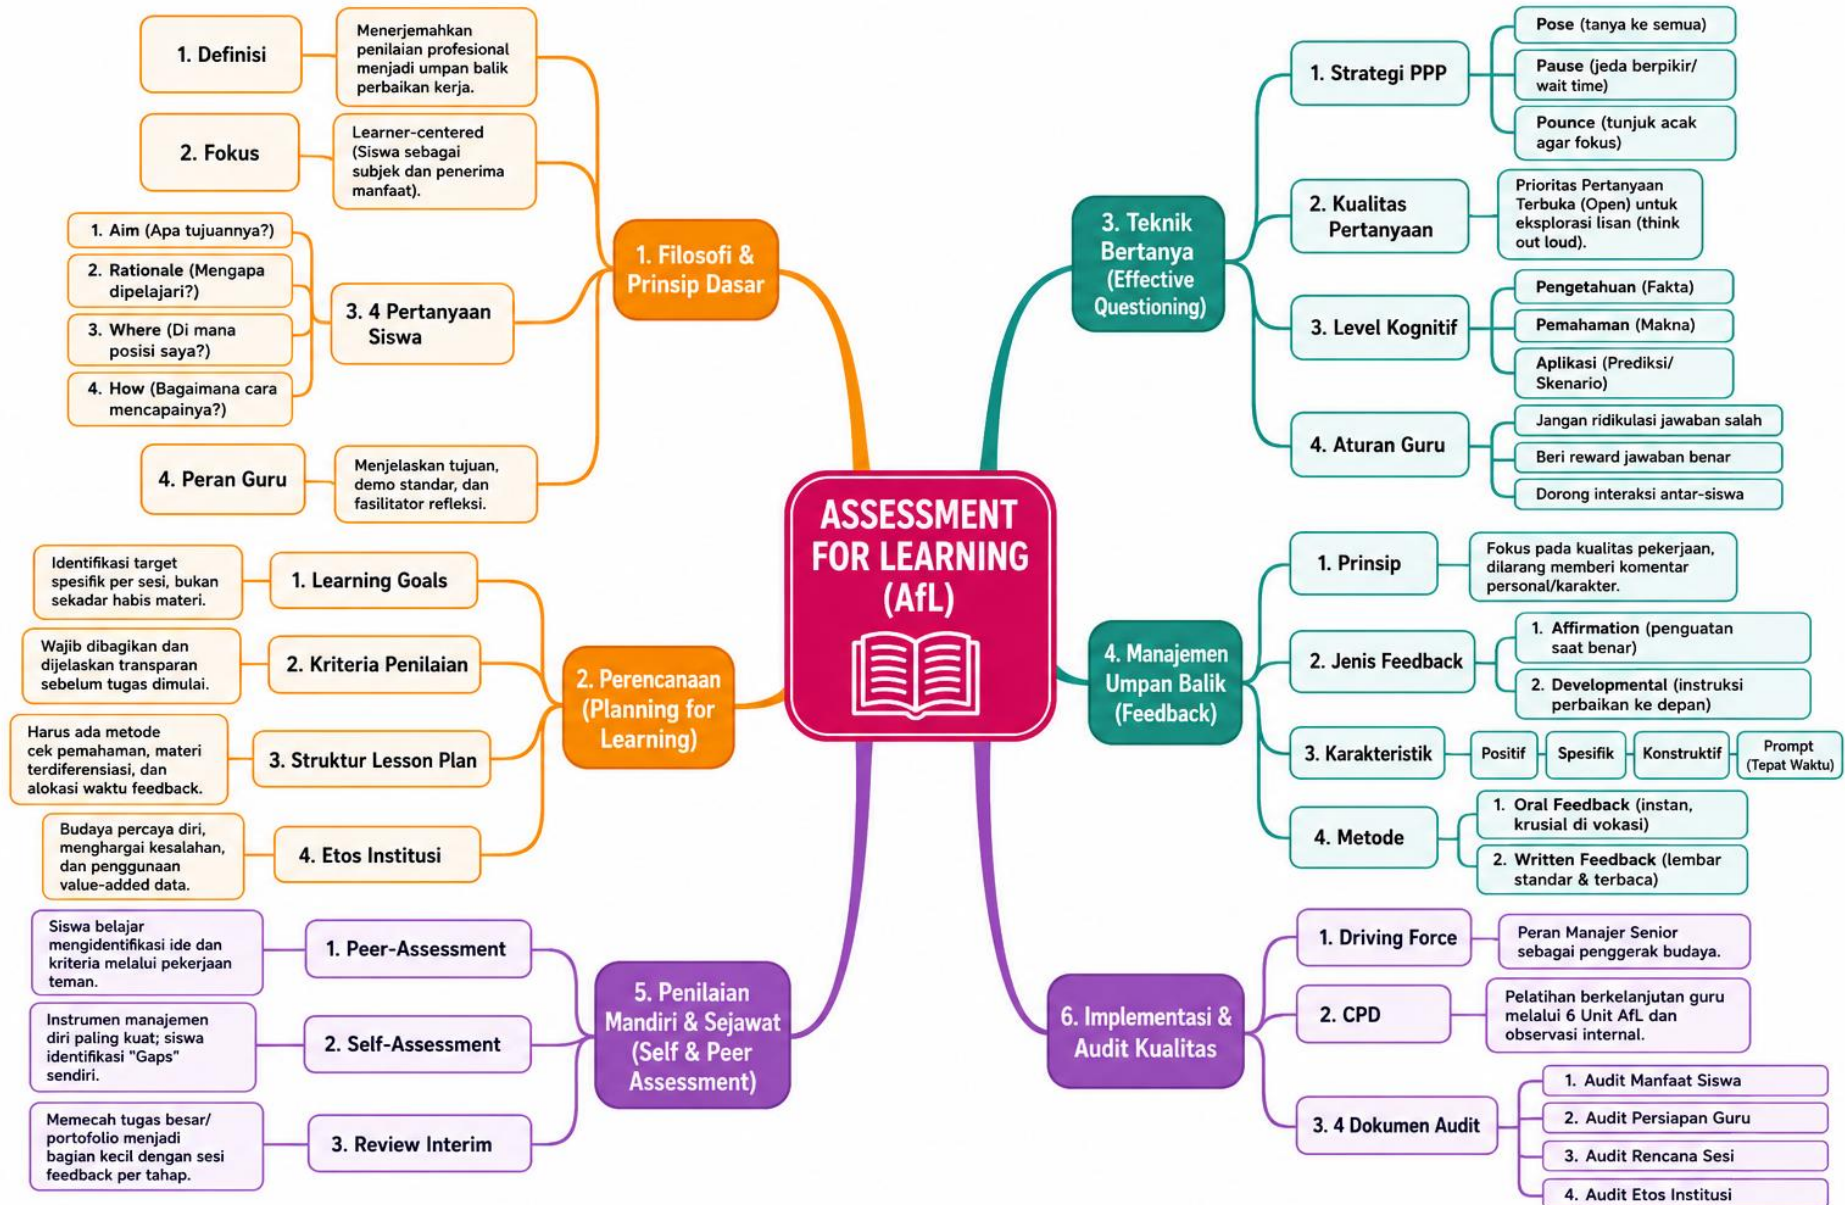 ASSESSMENT
FOR LEARNING
(AfL)
1. Filosofi &
Prinsip Dasar
1. Definisi
Menerjemahkan
penilaian profesional
menjadi umpan balik
perbaikan kerja.
2. Fokus
Learner-centered
(Siswa sebagai
subjek dan penerima
manfaat).
3. 4 Pertanyaan
Siswa
1. Aim (Apa tujuannya?)
2. Rationale (Mengapa
dipelajari?)
3. Where (Di mana
posisi saya?)
4. How (Bagaimana cara
mencapainya?)
4. Peran Guru
Menjelaskan tujuan,
demo standar, dan
fasilitator refleksi.
2. Perencanaan
(Planning for
Learning)
1. Learning Goals
Identifikasi target
spesifik per sesi, bukan
sekadar habis materi.
2. Kriteria Penilaian
Wajib dibagikan dan
dijelaskan transparan
sebelum tugas dimulai.
3. Struktur Lesson Plan
Harus ada metode
cek pemahaman, materi
terdiferensiasi, dan
alokasi waktu feedback.
4. Etos Institusi
Budaya percaya diri,
menghargai kesalahan,
dan penggunaan
value-added data.
3. Teknik
Bertanya
(Effective
Questioning)
1. Strategi PPP
Pose (tanya ke semua)
Pause (jeda berpikir/
wait time)
Pounce (tunjuk acak
agar fokus)
2. Kualitas
Pertanyaan
Prioritas Pertanyaan
Terbuka (Open) untuk
eksplorasi lisan (think
out loud).
3. Level Kognitif
Pengetahuan (Fakta)
Pemahaman (Makna)
Aplikasi (Prediksi/
Skenario)
4. Aturan Guru
Jangan ridikulasi jawaban salah
Beri reward jawaban benar
Dorong interaksi antar-siswa
4. Manajemen
Umpan Balik
(Feedback)
1. Prinsip
Fokus pada kualitas pekerjaan,
dilarang memberi komentar
personal/karakter.
2. Jenis Feedback
1. Affirmation (penguatan
saat benar)
2. Developmental (instruksi
perbaikan ke depan)
3. Karakteristik
Positif
Spesifik
Konstruktif
Prompt
(Tepat Waktu)
4. Metode
1. Oral Feedback (instan,
krusial di vokasi)
2. Written Feedback (lembar
standar & terbaca)
5. Penilaian
Mandiri & Sejawat
(Self & Peer
Assessment)
1. Peer-Assessment
Siswa belajar
mengidentifikasi ide dan
kriteria melalui pekerjaan
teman.
2. Self-Assessment
Instrumen manajemen
diri paling kuat; siswa
identifikasi "Gaps"
sendiri.
3. Review Interim
Memecah tugas besar/
portofolio menjadi
bagian kecil dengan sesi
feedback per tahap.
6. Implementasi &
Audit Kualitas
1. Driving Force
Peran Manajer Senior
sebagai penggerak budaya.
2. CPD
Pelatihan berkelanjutan guru
melalui 6 Unit AfL dan
observasi internal.
3. 4 Dokumen Audit
1. Audit Manfaat Siswa
2. Audit Persiapan Guru
3. Audit Rencana Sesi
4. Audit Etos Institusi